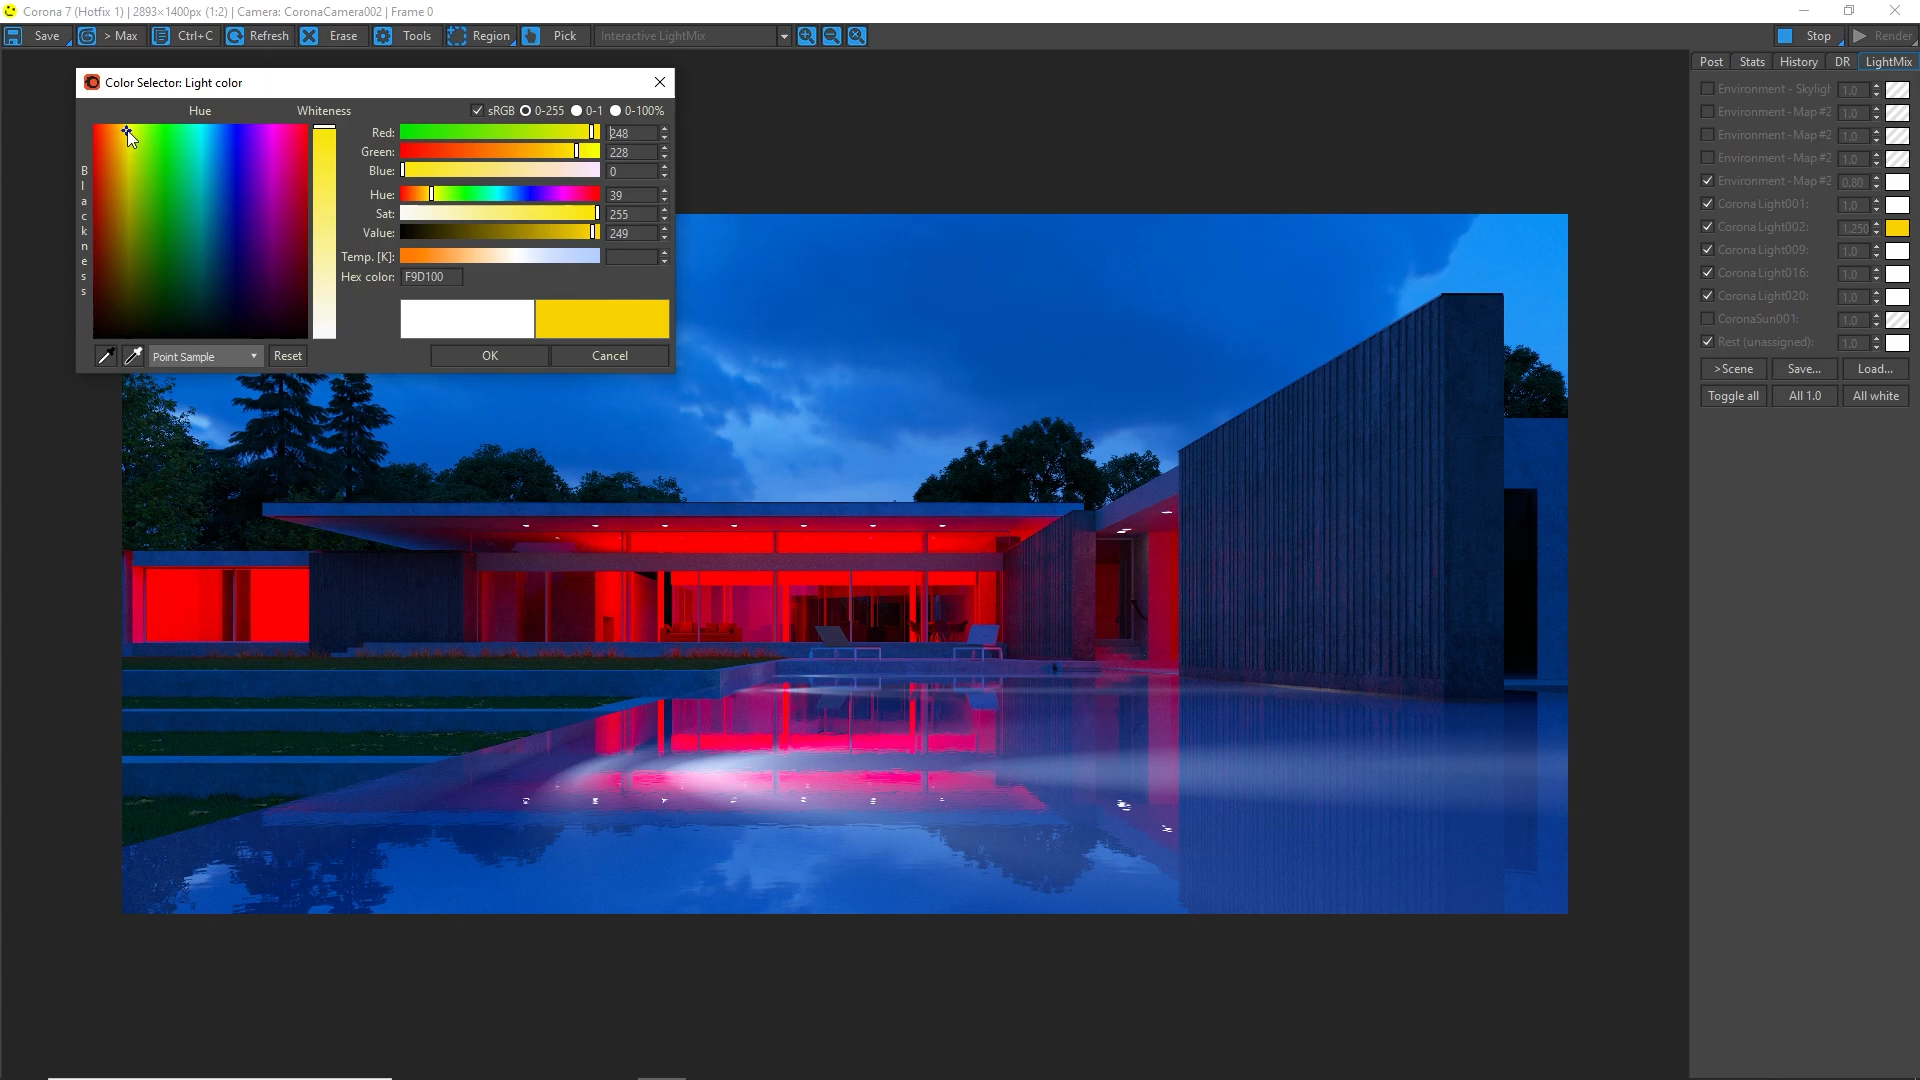 Corona 7 (Hotfix 1) | 2893×1400px (1:2) | Camera: CoronaCamera002 | Frame 0
Save > Max Ctrl+C Refresh Erase Tools Region Pick Interactive LightMix Stop Render
Post Stats History DR LightMix
Color Selector: Light color
Hue Whiteness sRGB 0-255 0-1 0-100%
Blackness
Red: 248
Green: 228
Blue: 0
Hue: 39
Sat: 255
Value: 249
Temp. [K]:
Hex color: F9D100
Point Sample Reset OK Cancel
Environment - Skyligh 1.0
Environment - Map #2 1.0
Environment - Map #2 1.0
Environment - Map #2 1.0
Environment - Map #2 0.80
Corona Light001: 1.0
Corona Light002: 1.250
Corona Light009: 1.0
Corona Light016: 1.0
Corona Light020: 1.0
CoronaSun001: 1.0
Rest (unassigned): 1.0
>Scene Save... Load...
Toggle all All 1.0 All white